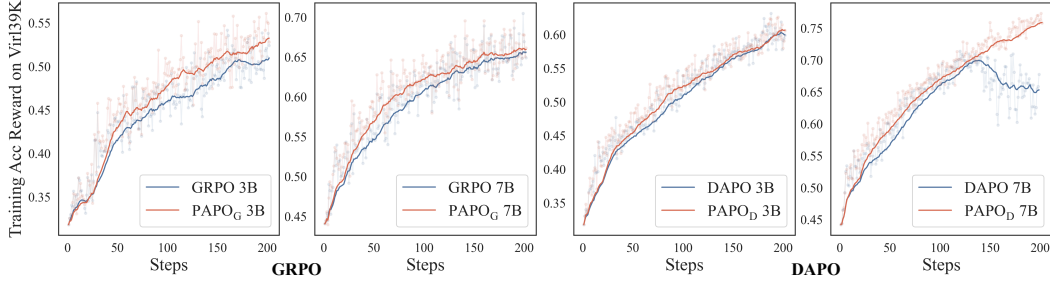 Training Acc Reward on Virl39K
0.55
0.50
0.45
0.40
0.35
GRPO 3B
PAPO_G 3B
0 50 100 150 200
Steps
0.70
0.65
0.60
0.55
0.50
0.45
GRPO 7B
PAPO_G 7B
0 50 100 150 200
Steps
GRPO
0.60
0.55
0.50
0.45
0.40
0.35
DAPO 3B
PAPO_D 3B
0 50 100 150 200
Steps
0.75
0.70
0.65
0.60
0.55
0.50
0.45
DAPO 7B
PAPO_D 7B
0 50 100 150 200
Steps
DAPO